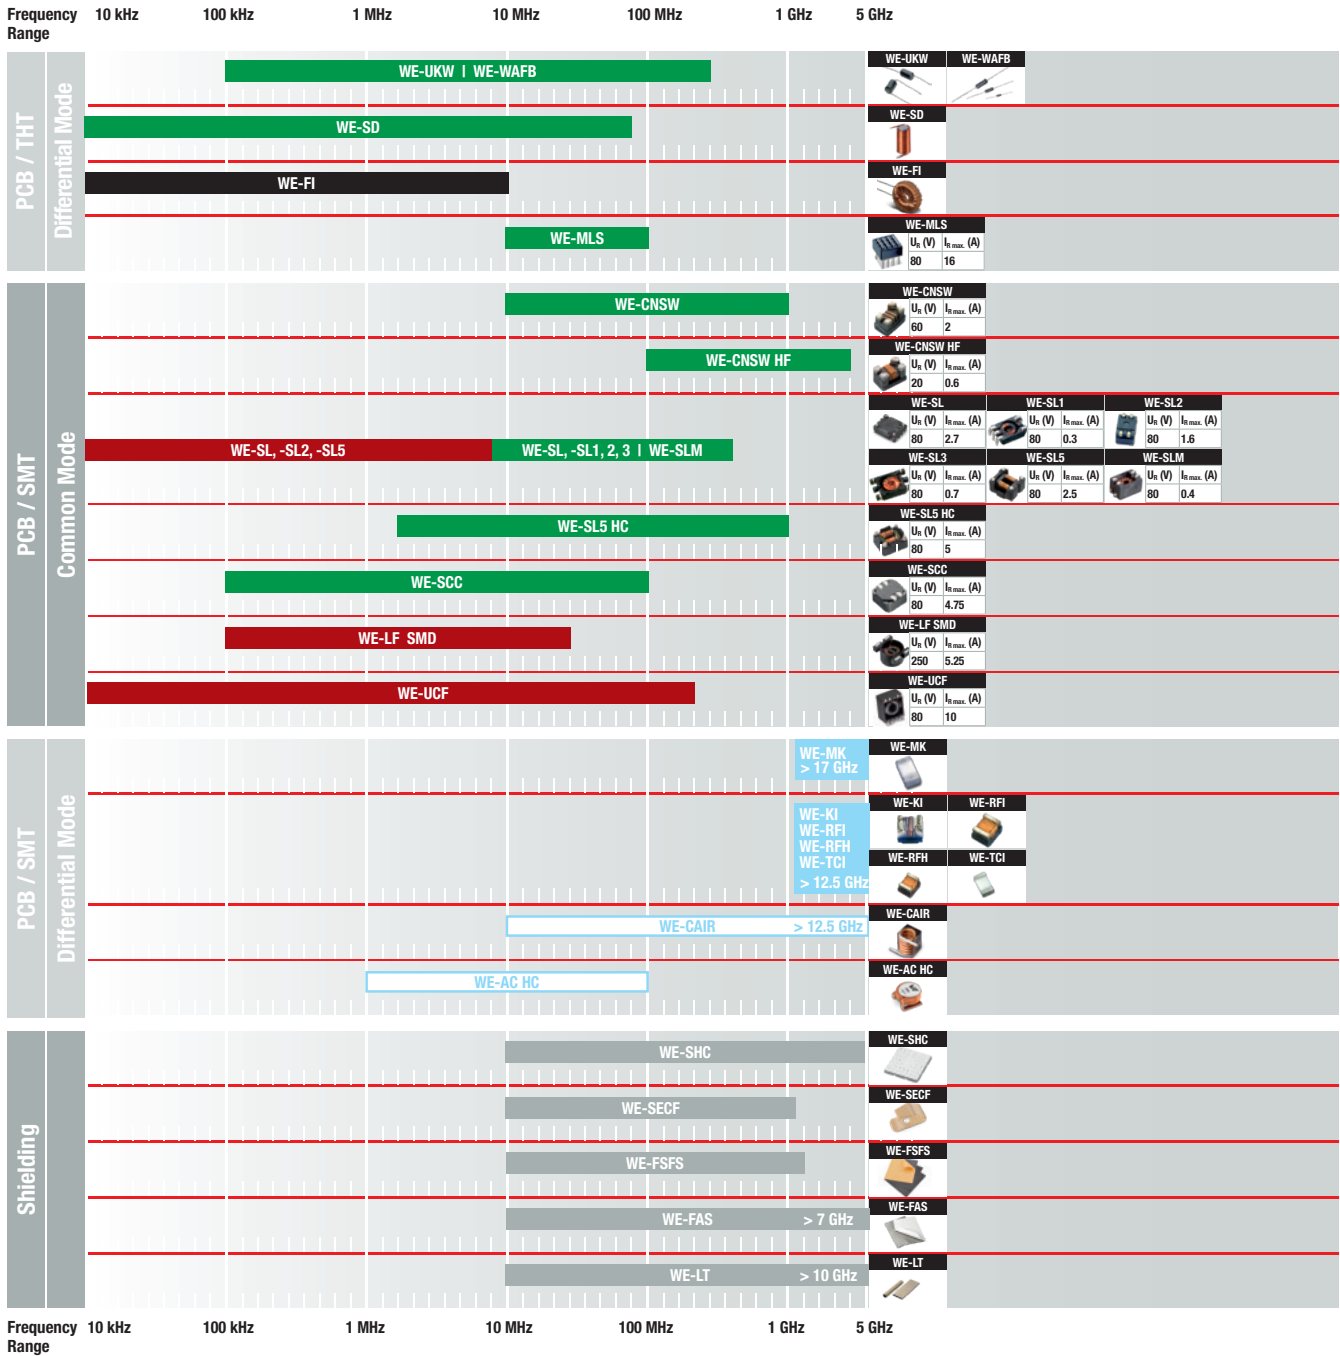 Frequency Range 10 kHz 100 kHz 1 MHz 10 MHz 100 MHz 1 GHz 5 GHz
PCB / THT
Differential Mode
WE-UKW | WE-WAFB
WE-UKW WE-WAFB
WE-SD
WE-SD
WE-FI
WE-FI
WE-MLS
WE-MLS
UR (V) IR max. (A)
80 16
PCB / SMT
Common Mode
WE-CNSW
WE-CNSW
UR (V) IR max. (A)
60 2
WE-CNSW HF
WE-CNSW HF
UR (V) IR max. (A)
20 0.6
WE-SL, -SL2, -SL5
WE-SL, -SL1, 2, 3 | WE-SLM
WE-SL WE-SL1 WE-SL2
UR (V) IR max. (A) UR (V) IR max. (A) UR (V) IR max. (A)
80 2.7 80 0.3 80 1.6
WE-SL3 WE-SL5 WE-SLM
UR (V) IR max. (A) UR (V) IR max. (A) UR (V) IR max. (A)
80 0.7 80 2.5 80 0.4
WE-SL5 HC
WE-SL5 HC
UR (V) IR max. (A)
80 5
WE-SCC
WE-SCC
UR (V) IR max. (A)
80 4.75
WE-LF SMD
WE-LF SMD
UR (V) IR max. (A)
250 5.25
WE-UCF
WE-UCF
UR (V) IR max. (A)
80 10
PCB / SMT
Differential Mode
WE-MK
> 17 GHz
WE-MK
WE-KI
WE-RFI
WE-RFH
WE-TCI
> 12.5 GHz
WE-KI WE-RFI
WE-RFH WE-TCI
WE-CAIR > 12.5 GHz
WE-CAIR
WE-AC HC
WE-AC HC
Shielding
WE-SHC
WE-SHC
WE-SECF
WE-SECF
WE-FSFS
WE-FSFS
WE-FAS > 7 GHz
WE-FAS
WE-LT > 10 GHz
WE-LT
Frequency Range 10 kHz 100 kHz 1 MHz 10 MHz 100 MHz 1 GHz 5 GHz